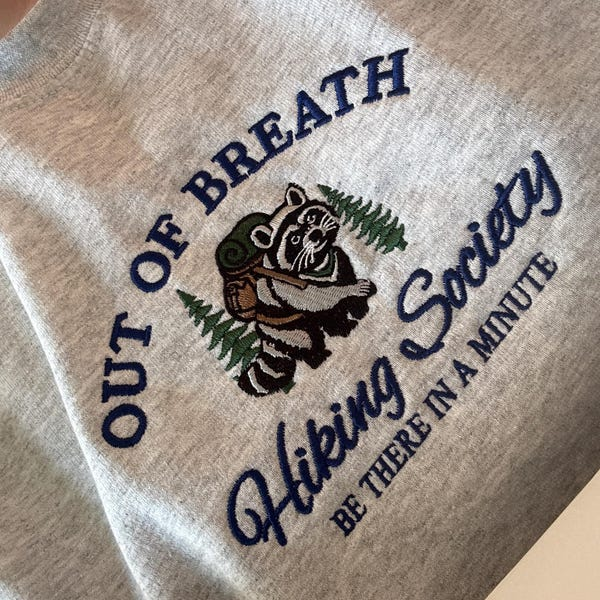 OUT OF BREATH
Hiking Society
BE THERE IN A MINUTE